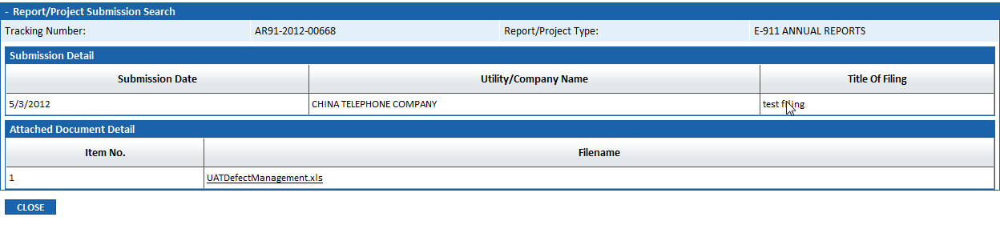 - Report/Project Submission Search
Tracking Number: AR91-2012-00668 Report/Project Type: E-911 ANNUAL REPORTS
Submission Detail
Submission Date Utility/Company Name Title Of Filing
5/3/2012 CHINA TELEPHONE COMPANY test filing
Attached Document Detail
Item No. Filename
1 UATDefectManagement.xls
CLOSE